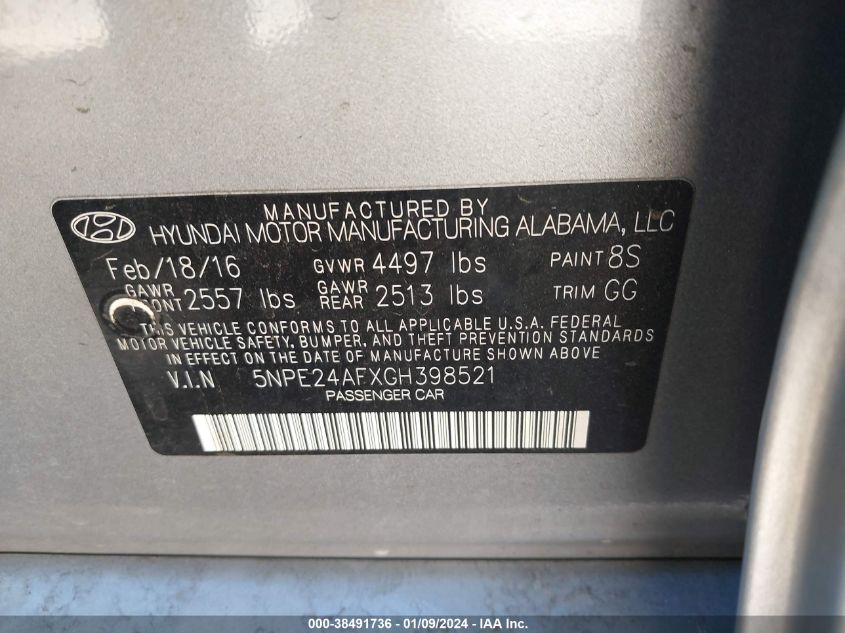 MANUFACTURED BY
HYUNDAI MOTOR MANUFACTURING ALABAMA, LLC
Feb/18/16 GVWR 4497 lbs PAINT 8S
GAWR FRONT 2557 lbs GAWR REAR 2513 lbs TRIM GG
THIS VEHICLE CONFORMS TO ALL APPLICABLE U.S.A. FEDERAL
MOTOR VEHICLE SAFETY, BUMPER, AND THEFT PREVENTION STANDARDS
IN EFFECT ON THE DATE OF MANUFACTURE SHOWN ABOVE
V.I.N 5NPE24AFXGH398521
PASSENGER CAR
000-38491736 - 01/09/2024 - IAA Inc.